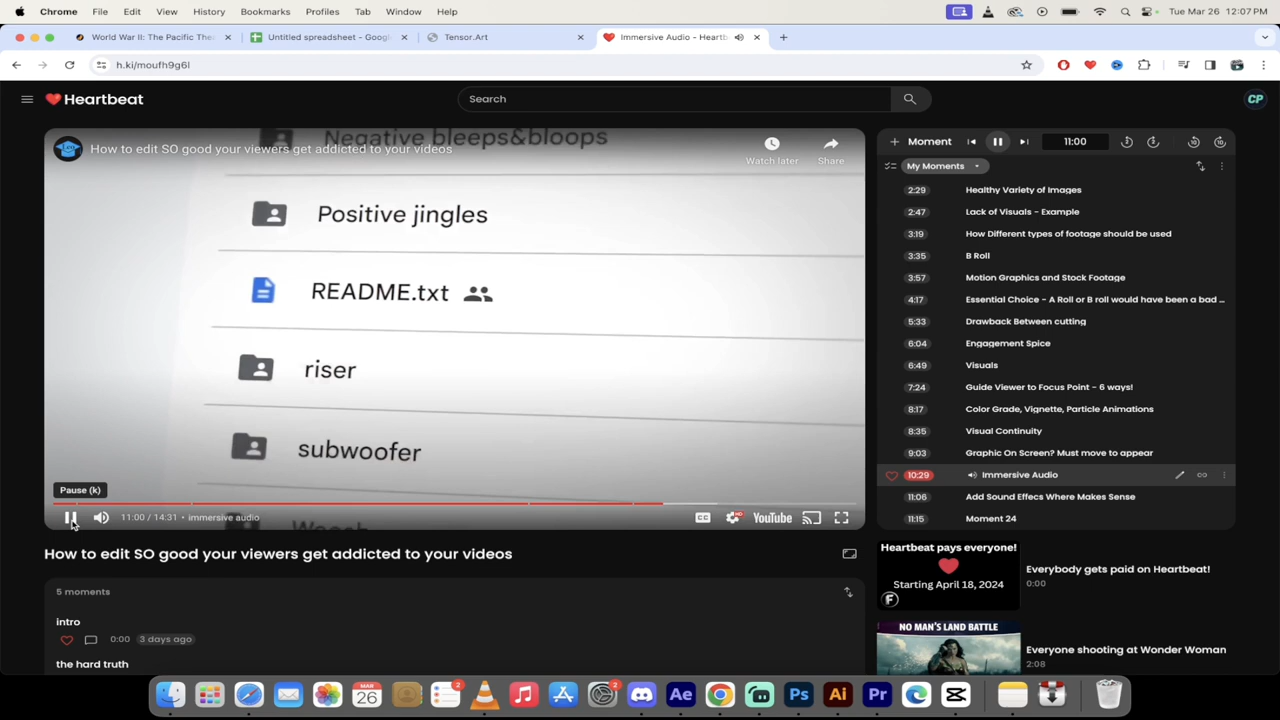 Chrome File Edit View History Bookmarks Profiles Tab Window Help Tue Mar 26 12:07 PM
World War II: The Pacific The Untitled spreadsheet - Goog Tensor.Art Immersive Audio - Heartb
h.ki/moufh9g6l
Heartbeat Search CP
How to edit SO good your viewers get addicted to your videos
Watch later Share
Negative bleeps&bloops
Positive jingles
README.txt
riser
subwoofer
Pause (k)
11:00 / 14:31 • immersive audio CC HD YouTube
How to edit SO good your viewers get addicted to your videos
5 moments
intro
0:00 3 days ago
the hard truth
Moment 11:00
My Moments
2:29 Healthy Variety of Images
2:47 Lack of Visuals - Example
3:19 How Different types of footage should be used
3:35 B Roll
3:57 Motion Graphics and Stock Footage
4:17 Essential Choice - A Roll or B roll would have been a bad ...
5:33 Drawback Between cutting
6:04 Engagement Spice
6:49 Visuals
7:24 Guide Viewer to Focus Point - 6 ways!
8:17 Color Grade, Vignette, Particle Animations
8:35 Visual Continuity
9:03 Graphic On Screen? Must move to appear
10:29 Immersive Audio
11:06 Add Sound Effecs Where Makes Sense
11:15 Moment 24
Heartbeat pays everyone!
Starting April 18, 2024
F
Everybody gets paid on Heartbeat!
0:00
NO MAN'S LAND BATTLE
Everyone shooting at Wonder Woman
2:08
MAR 26 2 2 Ae Ps Ai Pr